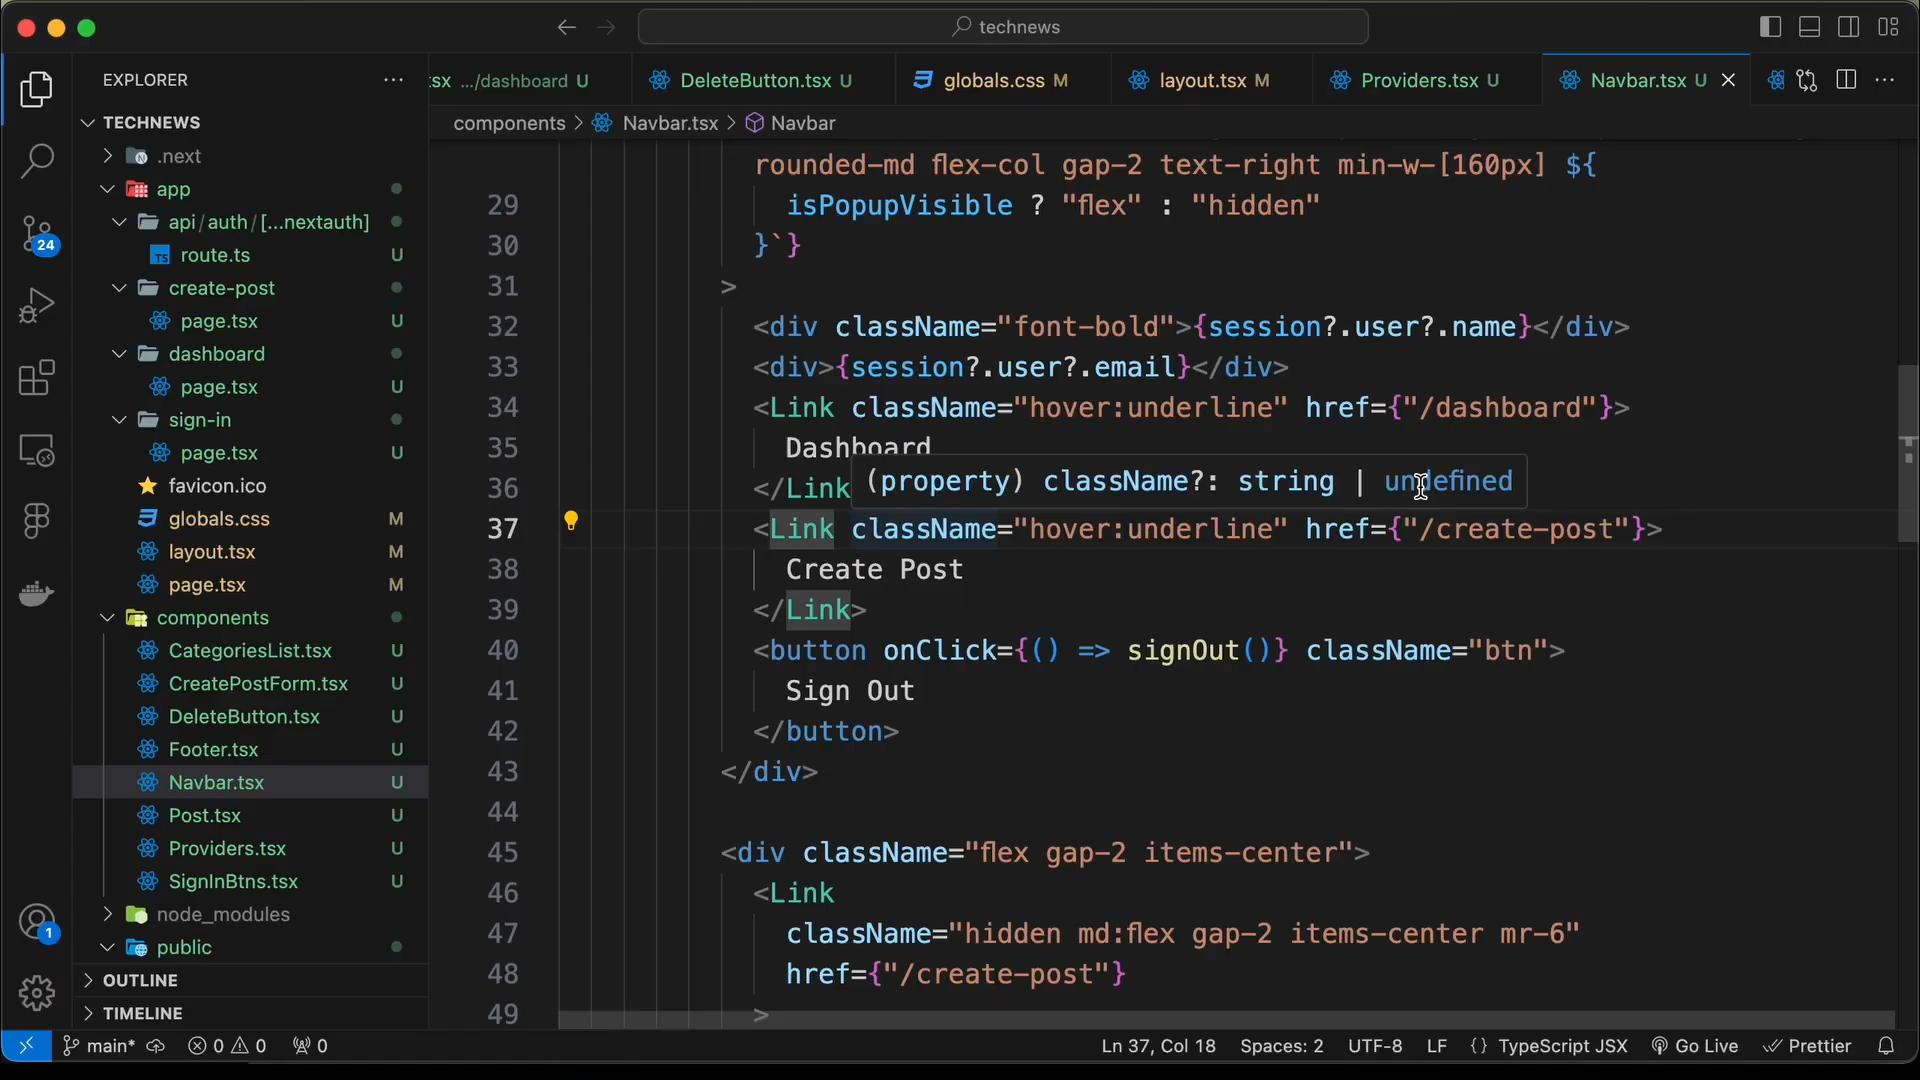 technews
EXPLORER
TECHNEWS
.next
app
api/auth/[...nextauth]
route.ts U
create-post
page.tsx U
dashboard
page.tsx U
sign-in
page.tsx U
favicon.ico
globals.css M
layout.tsx M
page.tsx M
components
CategoriesList.tsx U
CreatePostForm.tsx U
DeleteButton.tsx U
Footer.tsx U
Navbar.tsx U
Post.tsx U
Providers.tsx U
SignInBtns.tsx U
node_modules
public
OUTLINE
TIMELINE
24
1
tsx .../dashboard U
DeleteButton.tsx U
globals.css M
layout.tsx M
Providers.tsx U
Navbar.tsx U
components > Navbar.tsx > Navbar
rounded-md flex-col gap-2 text-right min-w-[160px] ${
29 isPopupVisible ? "flex" : "hidden"
30 }`}
31 >
32 <div className="font-bold">{session?.user?.name}</div>
33 <div>{session?.user?.email}</div>
34 <Link className="hover:underline" href={"/dashboard"}>
35 Dashboard
(property) className?: string | undefined
36 </Link
37 <Link className="hover:underline" href={"/create-post"}>
38 Create Post
39 </Link>
40 <button onClick={() => signOut()} className="btn">
41 Sign Out
42 </button>
43 </div>
44
45 <div className="flex gap-2 items-center">
46 <Link
47 className="hidden md:flex gap-2 items-center mr-6"
48 href={"/create-post"}
49 >
main* 0 0 0
Ln 37, Col 18 Spaces: 2 UTF-8 LF {} TypeScript JSX Go Live Prettier